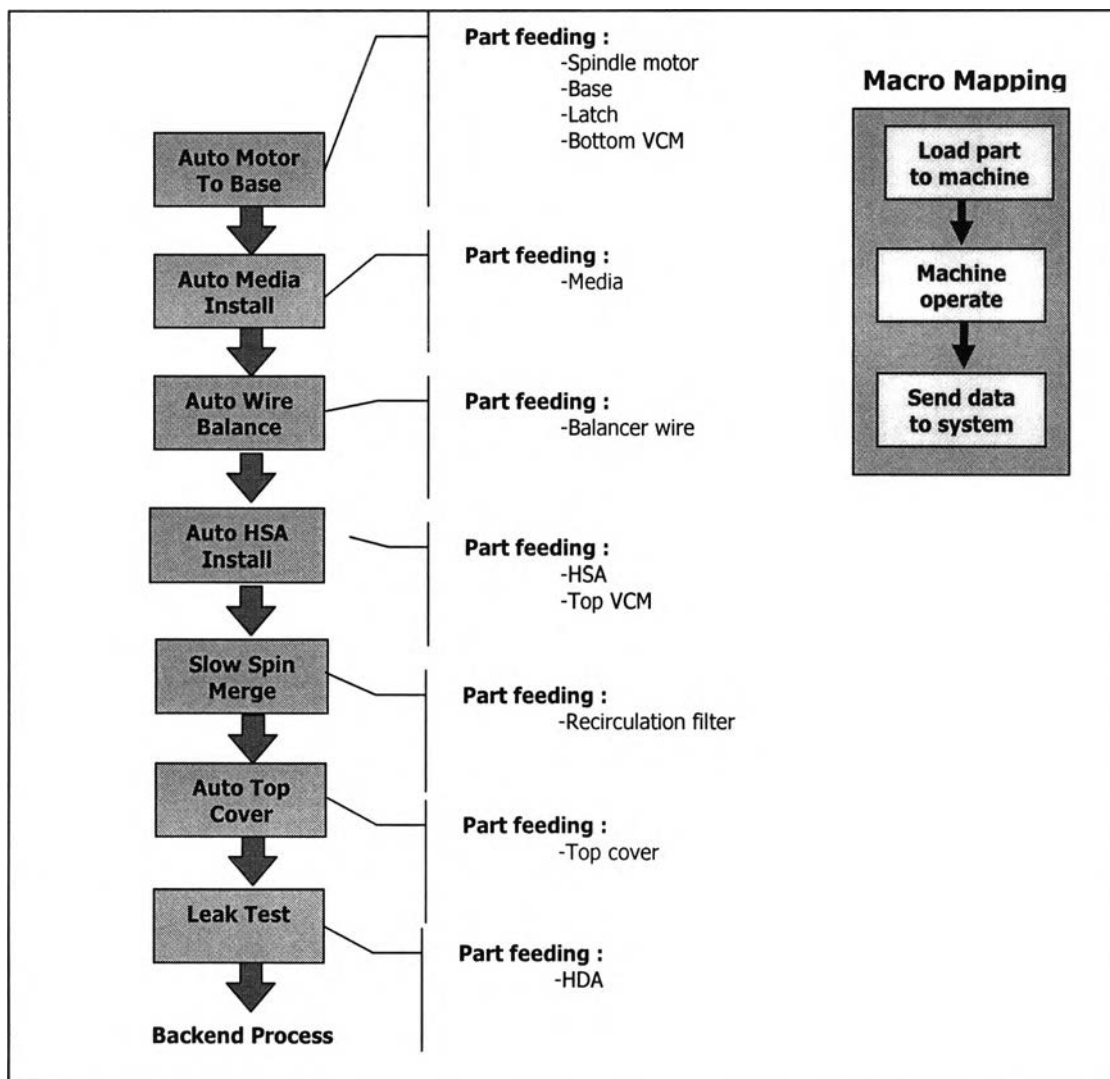 Part feeding :
-Spindle motor
-Base
-Latch
-Bottom VCM
Auto Motor
To Base
Part feeding :
-Media
Auto Media
Install
Part feeding :
-Balancer wire
Auto Wire
Balance
Part feeding :
-HSA
-Top VCM
Auto HSA
Install
Part feeding :
-Recirculation filter
Slow Spin
Merge
Part feeding :
-Top cover
Auto Top
Cover
Part feeding :
-HDA
Leak Test
Backend Process
Macro Mapping
Load part
to machine
Machine
operate
Send data
to system